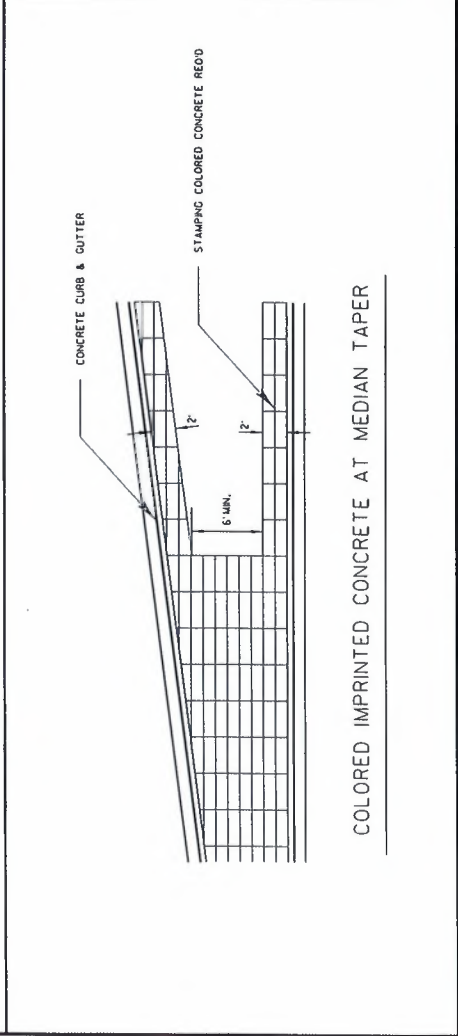 CONCRETE CURB & GUTTER
STAMPING COLORED CONCRETE REQ'D
2'
6' MIN.
2'
COLORED IMPRINTED CONCRETE AT MEDIAN TAPER